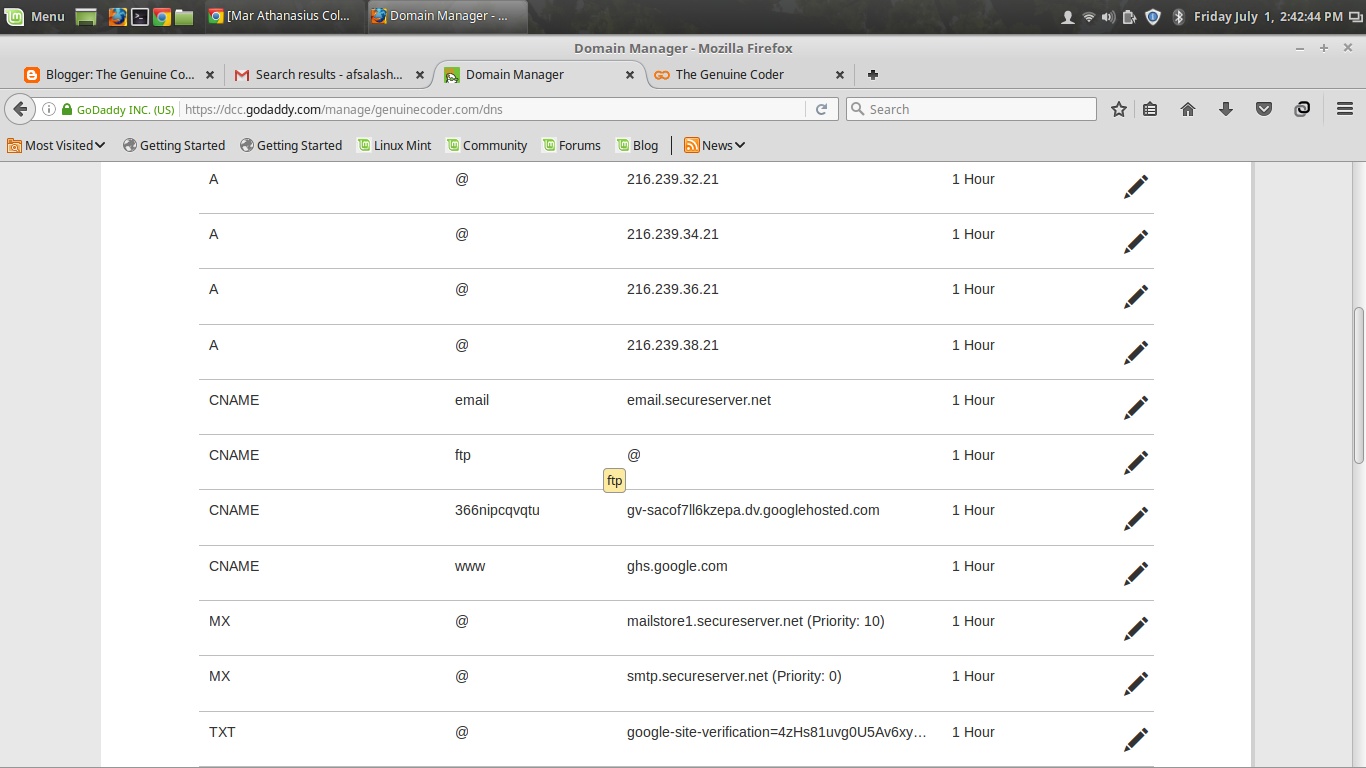 Menu [Mar Athanasius Col... Domain Manager - ... Friday July 1, 2:42:44 PM
Domain Manager - Mozilla Firefox
Blogger: The Genuine Co... Search results - afsalash... Domain Manager The Genuine Coder
GoDaddy INC. (US) https://dcc.godaddy.com/manage/genuinecoder.com/dns Search
Most Visited Getting Started Getting Started Linux Mint Community Forums Blog News
A @ 216.239.32.21 1 Hour
A @ 216.239.34.21 1 Hour
A @ 216.239.36.21 1 Hour
A @ 216.239.38.21 1 Hour
CNAME email email.secureserver.net 1 Hour
CNAME ftp @ 1 Hour
ftp
CNAME 366nipcqvqtu gv-sacof7ll6kzepa.dv.googlehosted.com 1 Hour
CNAME www ghs.google.com 1 Hour
MX @ mailstore1.secureserver.net (Priority: 10) 1 Hour
MX @ smtp.secureserver.net (Priority: 0) 1 Hour
TXT @ google-site-verification=4zHs81uvg0U5Av6xy... 1 Hour